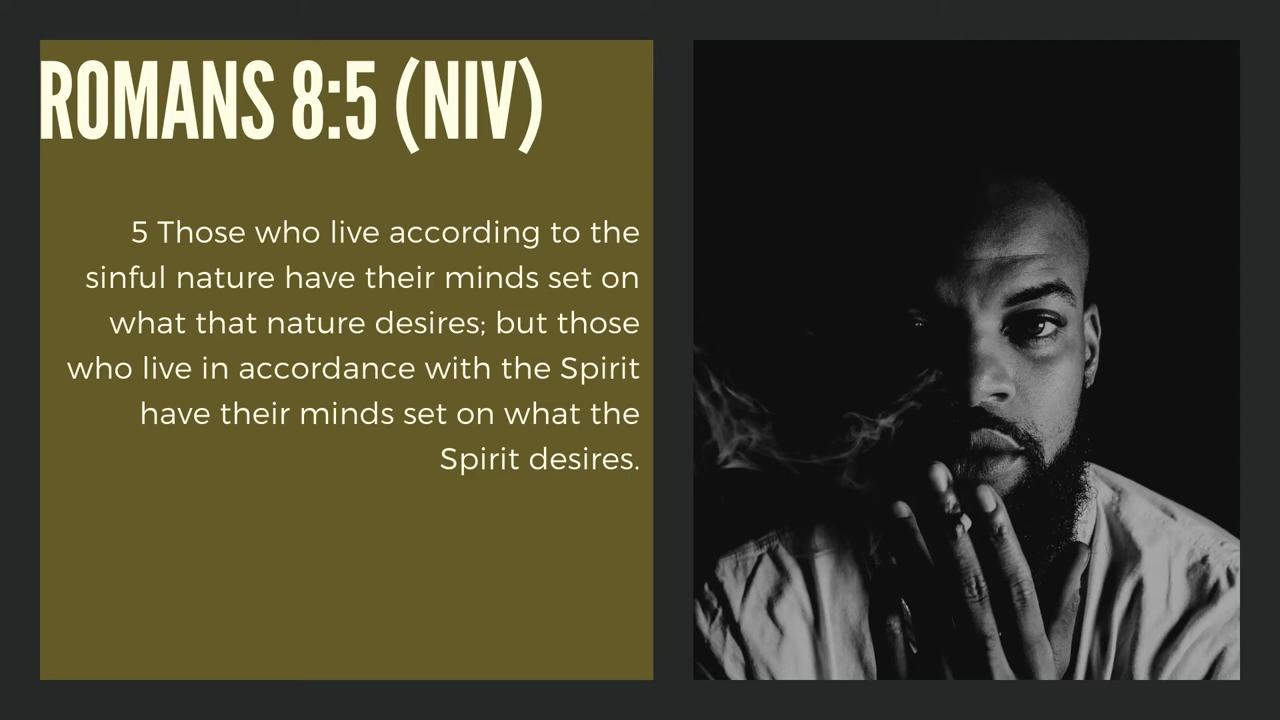 ROMANS 8:5 (NIV)
5 Those who live according to the
sinful nature have their minds set on
what that nature desires; but those
who live in accordance with the Spirit
have their minds set on what the
Spirit desires.